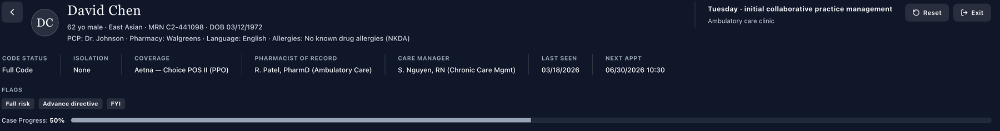 David Chen
DC
62 yo male · East Asian · MRN C2-441098 · DOB 03/12/1972
PCP: Dr. Johnson · Pharmacy: Walgreens · Language: English · Allergies: No known drug allergies (NKDA)
Tuesday · initial collaborative practice management
Ambulatory care clinic
Reset
Exit
CODE STATUS
Full Code
ISOLATION
None
COVERAGE
Aetna — Choice POS II (PPO)
PHARMACIST OF RECORD
R. Patel, PharmD (Ambulatory Care)
CARE MANAGER
S. Nguyen, RN (Chronic Care Mgmt)
LAST SEEN
03/18/2026
NEXT APPT
06/30/2026 10:30
FLAGS
Fall risk
Advance directive
FYI
Case Progress: 50%